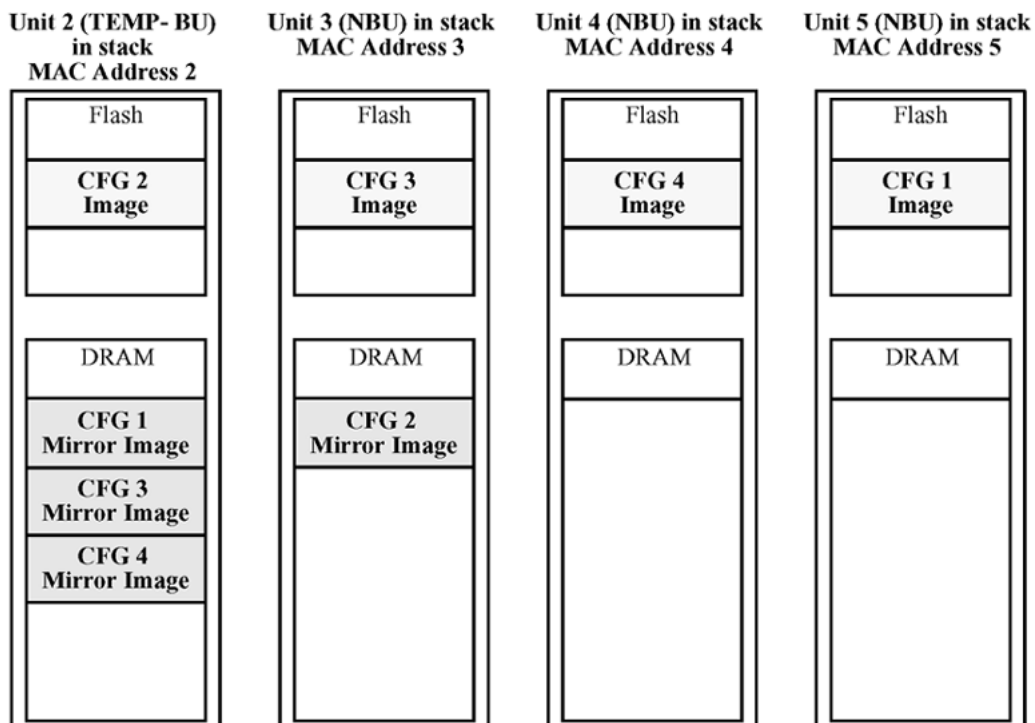 Unit 2 (TEMP- BU)
in stack
MAC Address 2
Flash
CFG 2
Image
DRAM
CFG 1
Mirror Image
CFG 3
Mirror Image
CFG 4
Mirror Image
Unit 3 (NBU) in stack
MAC Address 3
Flash
CFG 3
Image
DRAM
CFG 2
Mirror Image
Unit 4 (NBU) in stack
MAC Address 4
Flash
CFG 4
Image
DRAM
Unit 5 (NBU) in stack
MAC Address 5
Flash
CFG 1
Image
DRAM